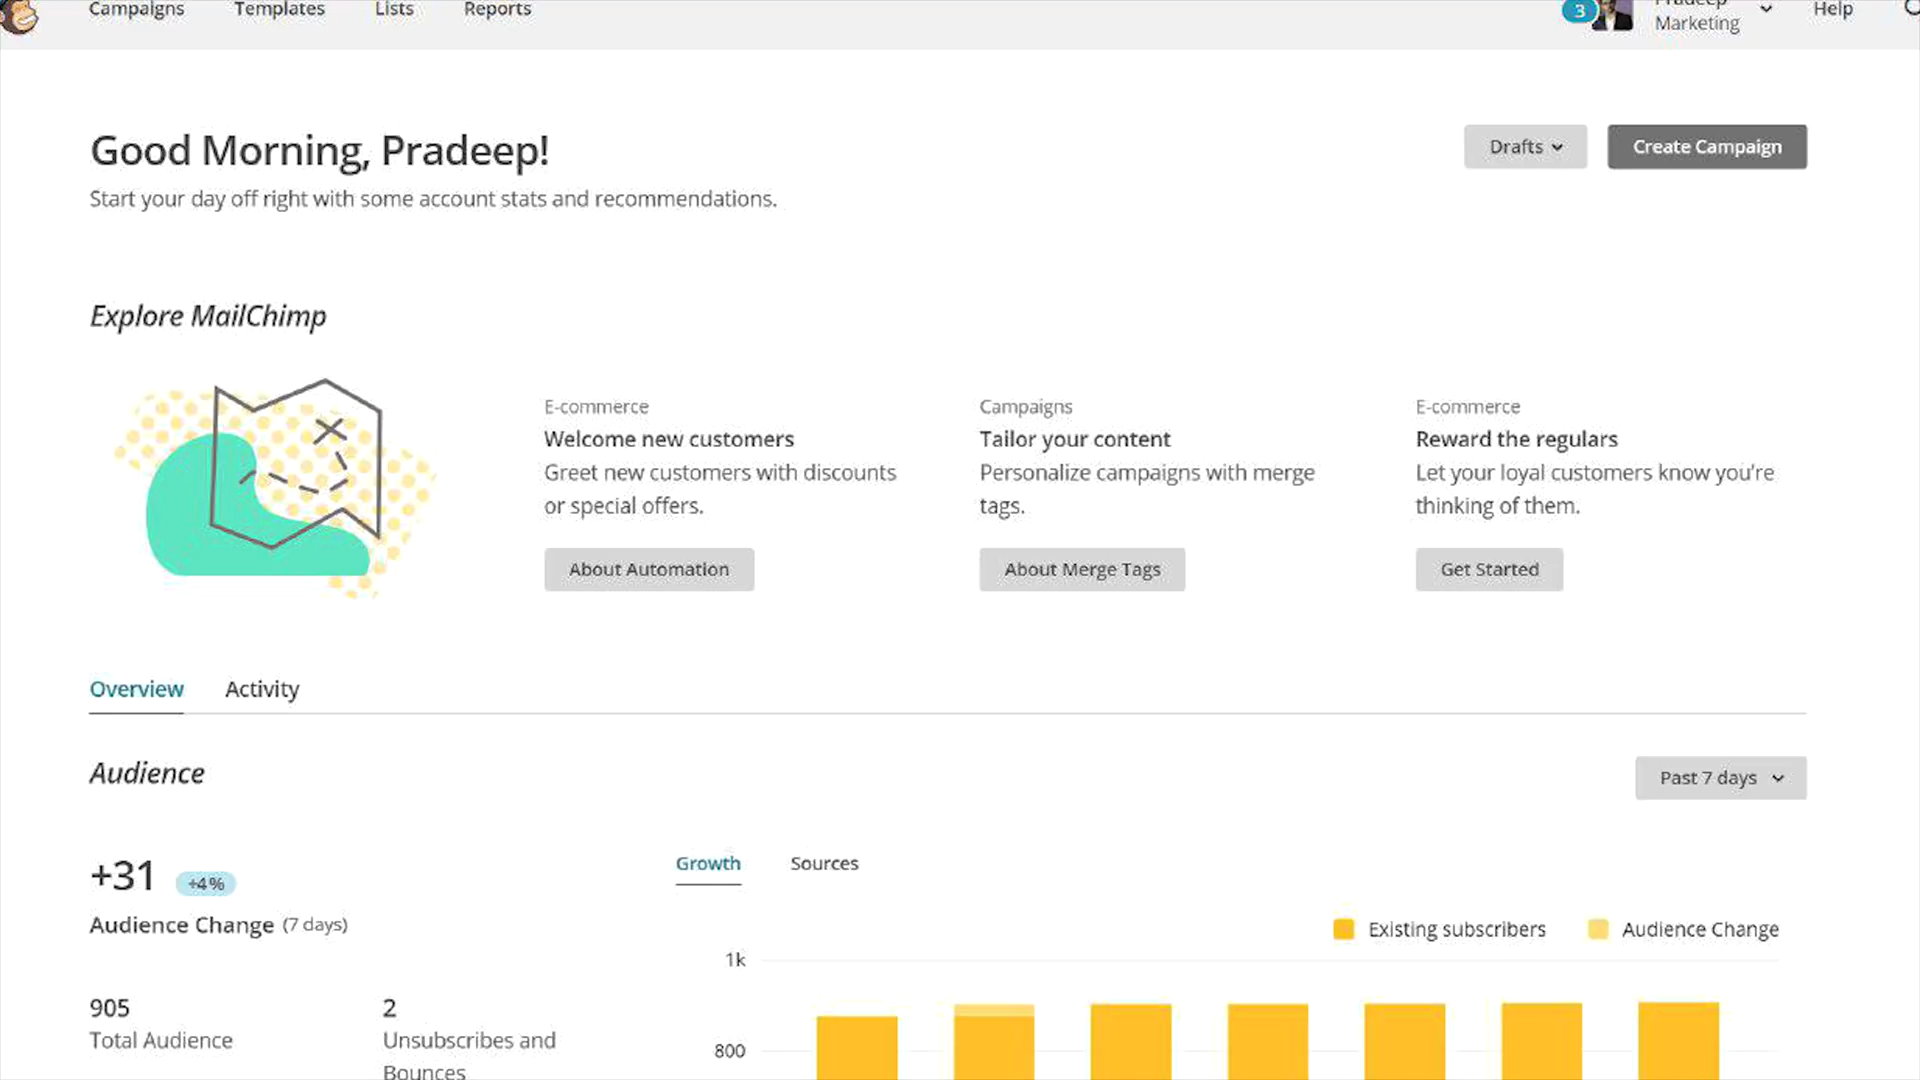 Campaigns Templates Lists Reports
3 Pradeep Help
Marketing
Good Morning, Pradeep!
Drafts Create Campaign
Start your day off right with some account stats and recommendations.
Explore MailChimp
E-commerce
Welcome new customers
Greet new customers with discounts
or special offers.
About Automation
Campaigns
Tailor your content
Personalize campaigns with merge
tags.
About Merge Tags
E-commerce
Reward the regulars
Let your loyal customers know you're
thinking of them.
Get Started
Overview Activity
Audience
Past 7 days
+31 +4%
Audience Change (7 days)
905
Total Audience
2
Unsubscribes and
Bounces
Growth Sources
Existing subscribers Audience Change
1k
800